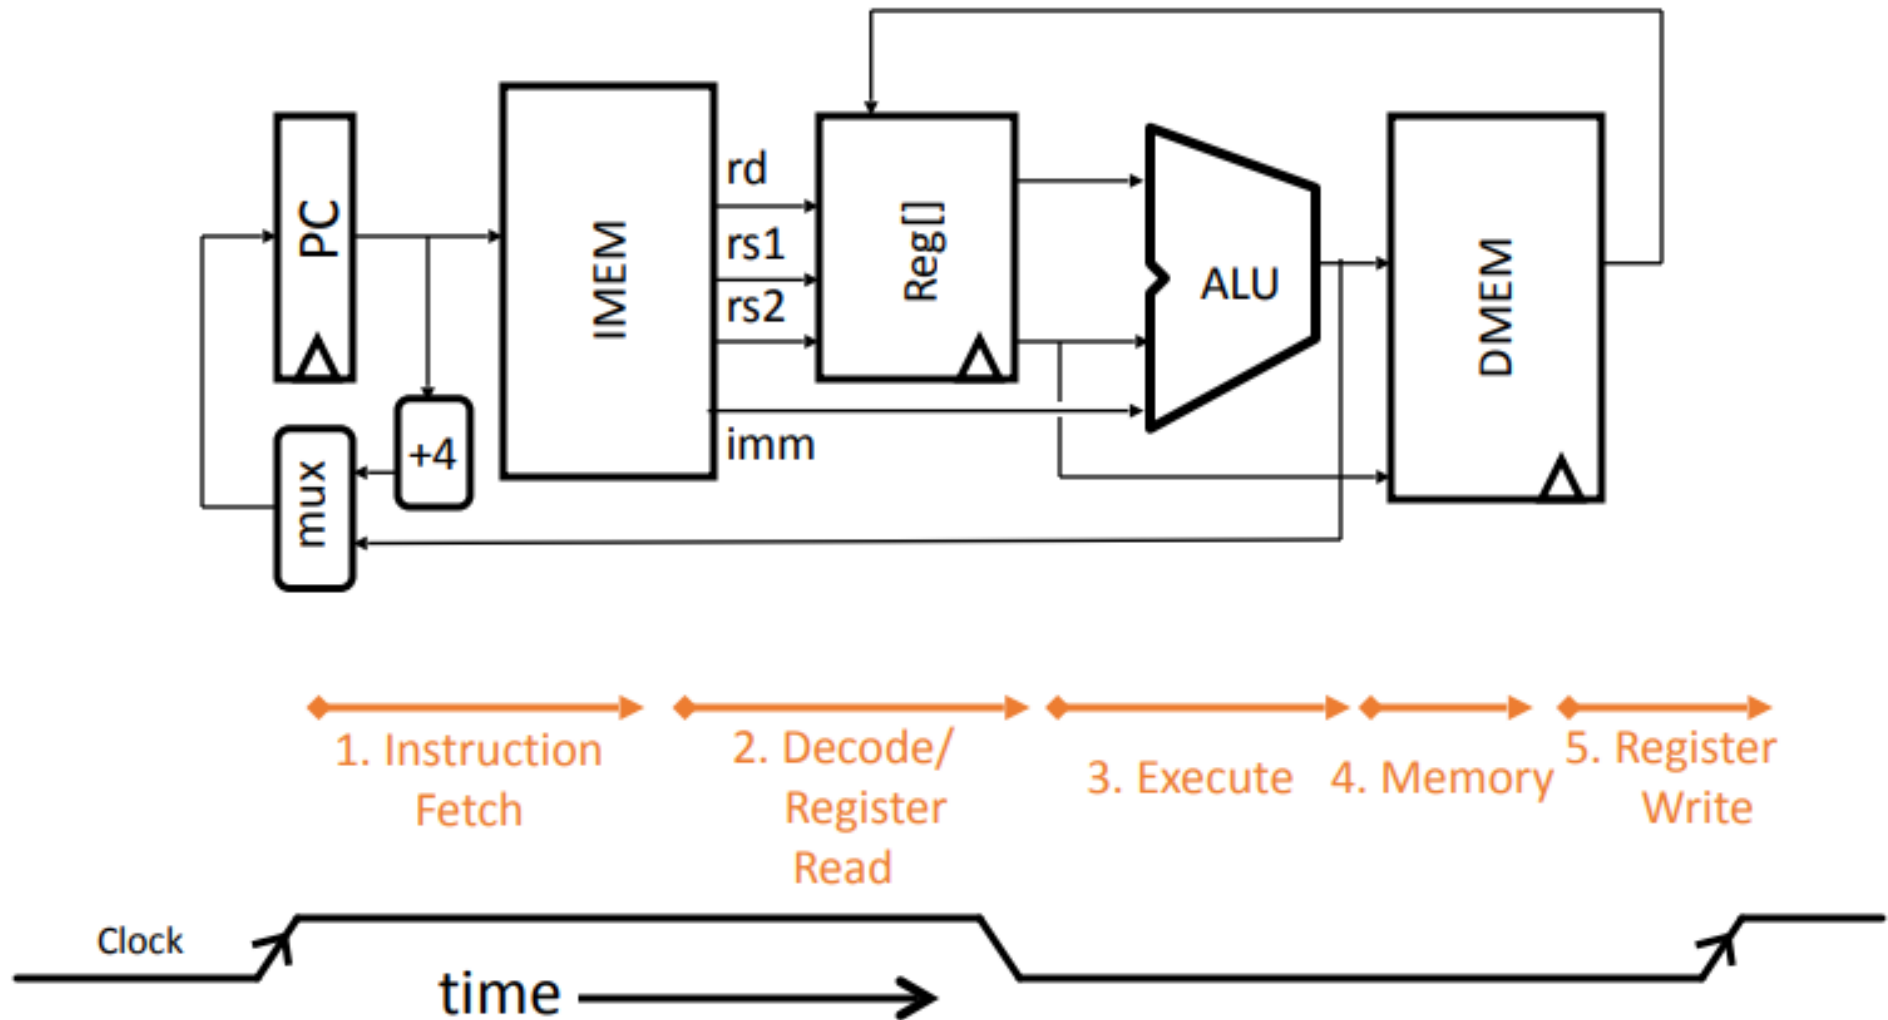 PC
IMEM
rd
rs1
rs2
imm
Reg[]
ALU
DMEM
+4
mux
1. Instruction
Fetch
2. Decode/
Register
Read
3. Execute
4. Memory
5. Register
Write
Clock
time